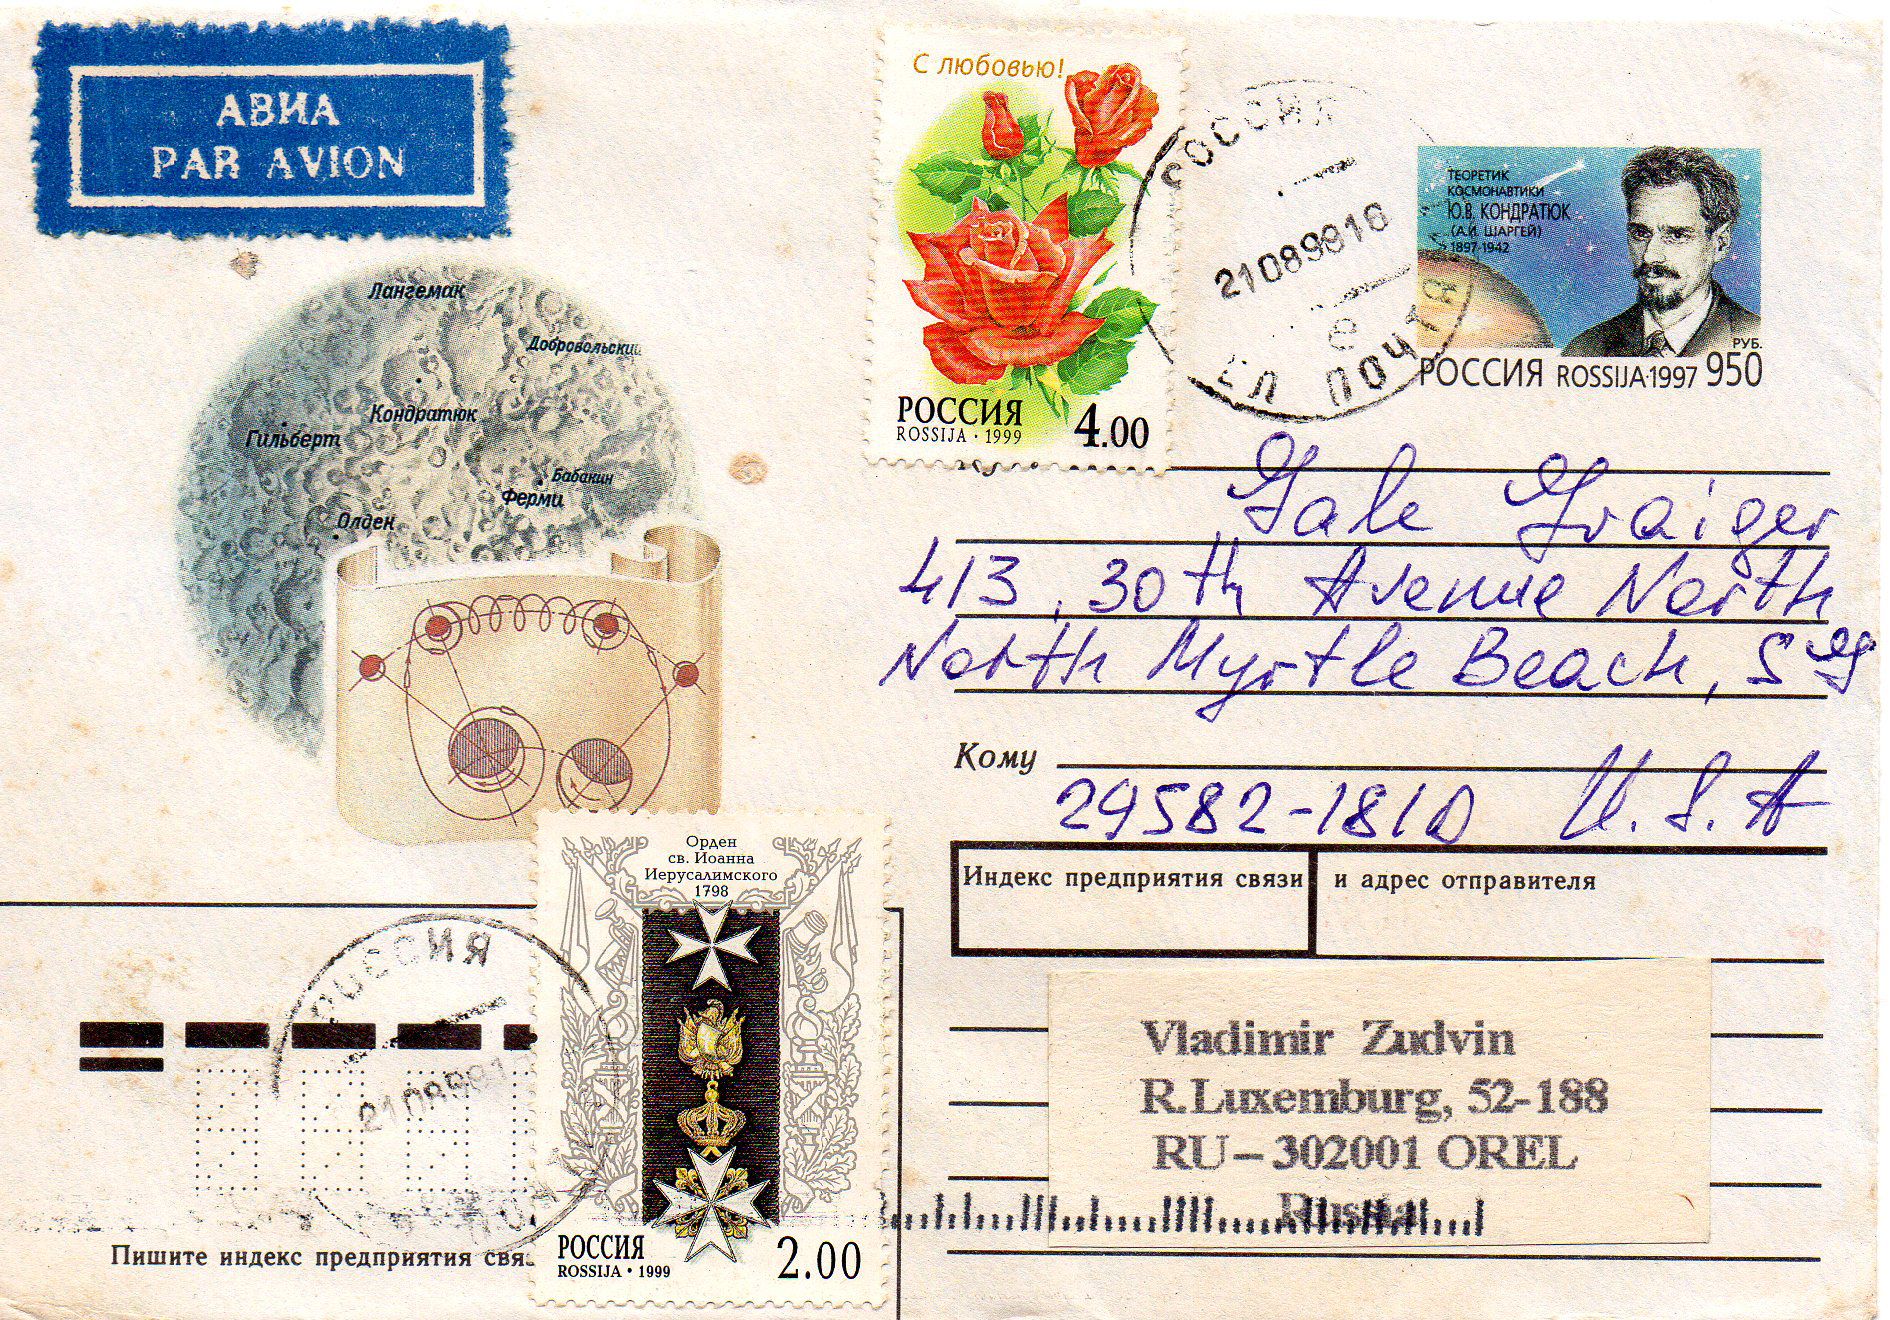 АВИА
PAR AVION
С любовью!
РОССИЯ
ROSSIJA · 1999
4.00
РОССИЯ
ПОЧТА
ТЕОРЕТИК
КОСМОНАВТИКИ
Ю.В. КОНДРАТЮК
(А.И. ШАРГЕЙ)
1897-1942
РУБ.
РОССИЯ ROSSIJA·1997 950
Лангемак
Добровольский
Кондратюк
Гильберт
Бабакин
Ферми
Олден
Gale Graiger
413, 30th Avenue North
North Myrtle Beach, S
Кому
29582-1810 U.S.A
Индекс предприятия связи и адрес отправителя
Орден
св. Иоанна
Иерусалимского
1798
РОССИЯ
ROSSIJA · 1999
2.00
РОССИЯ
Vladimir Zudvin
R.Luxemburg, 52-188
RU-302001 OREL
Russia
Пишите индекс предприятия свя